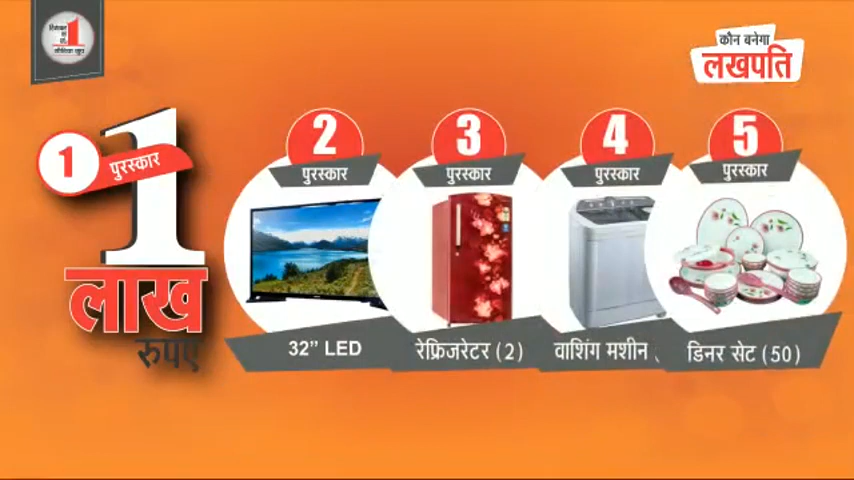 1
कौन बनेगा
लखपति
1 पुरस्कार
1
लाख
रुपए
2
पुरस्कार
32” LED
3
पुरस्कार
रेफ्रिजरेटर (2)
4
पुरस्कार
वाशिंग मशीन
5
पुरस्कार
डिनर सेट (50)